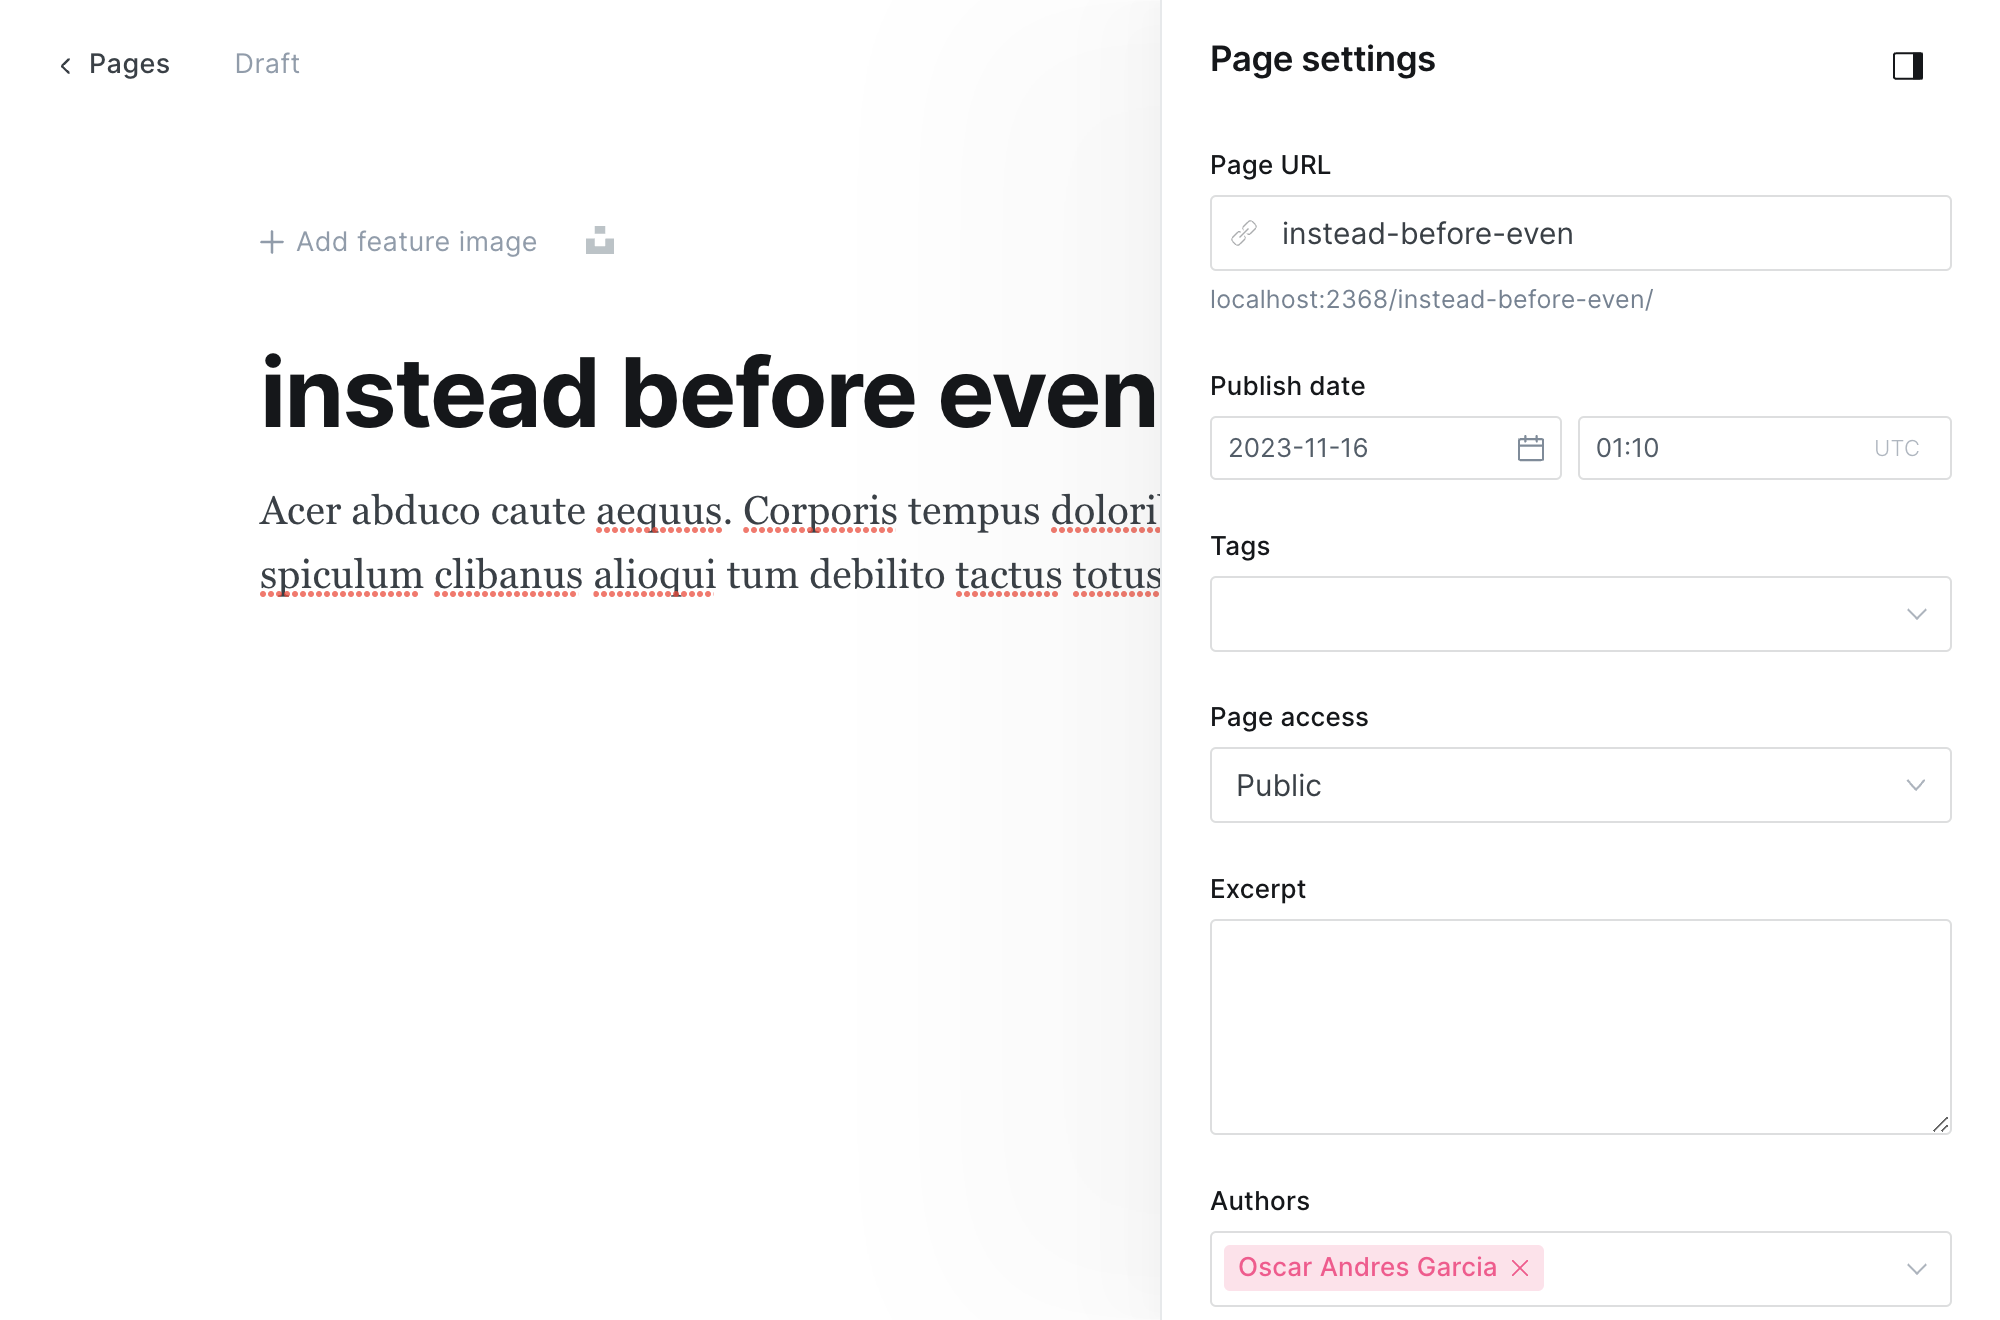 Pages
Draft
Add feature image
instead before even
Acer abduco caute aequus. Corporis tempus
spiculum clibanus alioqui tum debilito tactus totus
Page settings
Page URL
instead-before-even
localhost:2368/instead-before-even/
Publish date
2023-11-16
01:10
UTC
Tags
Page access
Public
Excerpt
Authors
Oscar Andres Garcia